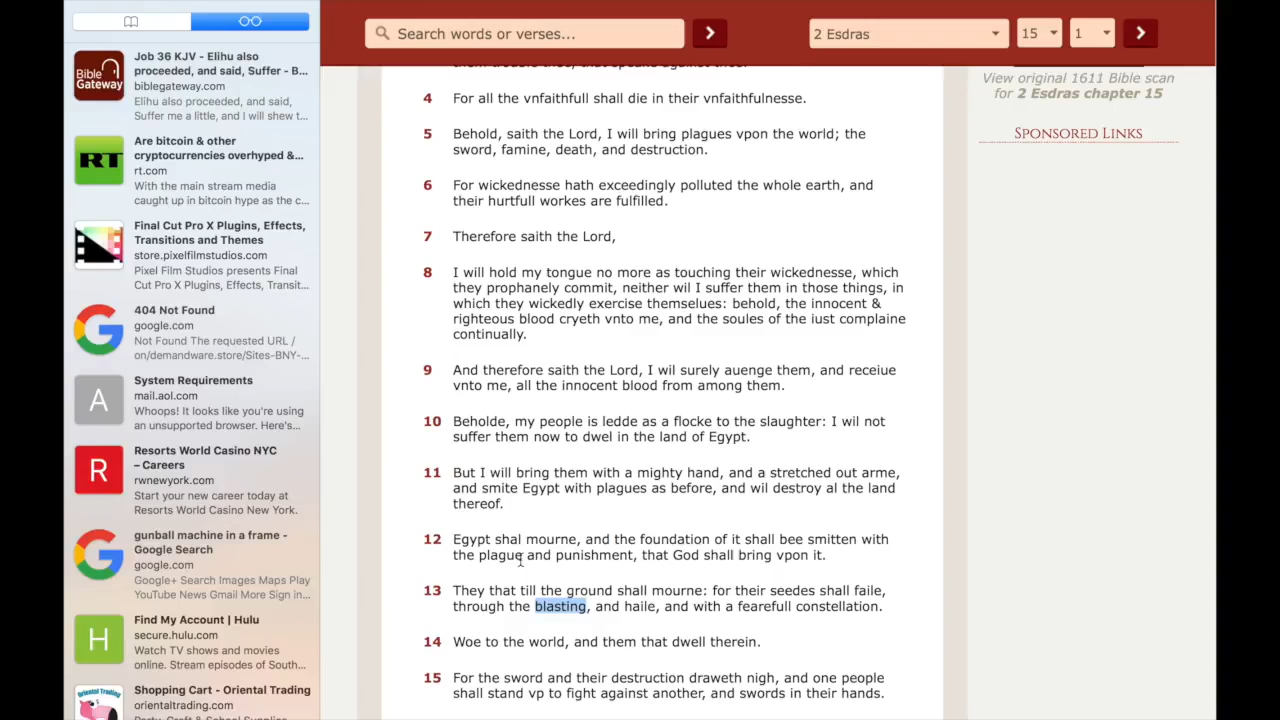 Job 36 KJV - Elihu also
proceeded, and said, Suffer - B...
biblegateway.com
Elihu also proceeded, and said,
Suffer me a little, and I will shew t...
Are bitcoin & other
cryptocurrencies overhyped &...
rt.com
With the main stream media
caught up in bitcoin hype as the c...
Final Cut Pro X Plugins, Effects,
Transitions and Themes
store.pixelfilmstudios.com
Pixel Film Studios presents Final
Cut Pro X Plugins, Effects, Transit...
404 Not Found
google.com
Not Found The requested URL /
on/demandware.store/Sites-BNY-...
System Requirements
mail.aol.com
Whoops! It looks like you're using
an unsupported browser. Here's...
Resorts World Casino NYC
– Careers
rwnewyork.com
Start your new career today at
Resorts World Casino New York.
gunball machine in a frame -
Google Search
google.com
Google+ Search Images Maps Play
YouTube News Gmail More Sign in...
Find My Account | Hulu
secure.hulu.com
Watch TV shows and movies
online. Stream episodes of South...
Shopping Cart - Oriental Trading
orientaltrading.com
Bible
Gateway
RT
A
R
H
Oriental Trading
Search words or verses...
2 Esdras 15 1
4 For all the vnfaithfull shall die in their vnfaithfulnesse.
5 Behold, saith the Lord, I will bring plagues vpon the world; the
sword, famine, death, and destruction.
6 For wickednesse hath exceedingly polluted the whole earth, and
their hurtfull workes are fulfilled.
7 Therefore saith the Lord,
8 I will hold my tongue no more as touching their wickednesse, which
they prophanely commit, neither wil I suffer them in those things, in
which they wickedly exercise themselues: behold, the innocent &
righteous blood cryeth vnto me, and the soules of the iust complaine
continually.
9 And therefore saith the Lord, I wil surely auenge them, and receiue
vnto me, all the innocent blood from among them.
10 Beholde, my people is ledde as a flocke to the slaughter: I wil not
suffer them now to dwel in the land of Egypt.
11 But I will bring them with a mighty hand, and a stretched out arme,
and smite Egypt with plagues as before, and wil destroy al the land
thereof.
12 Egypt shal mourne, and the foundation of it shall bee smitten with
the plague and punishment, that God shall bring vpon it.
13 They that till the ground shall mourne: for their seedes shall faile,
through the blasting, and haile, and with a fearefull constellation.
14 Woe to the world, and them that dwell therein.
15 For the sword and their destruction draweth nigh, and one people
shall stand vp to fight against another, and swords in their hands.
View original 1611 Bible scan
for 2 Esdras chapter 15
Sponsored Links